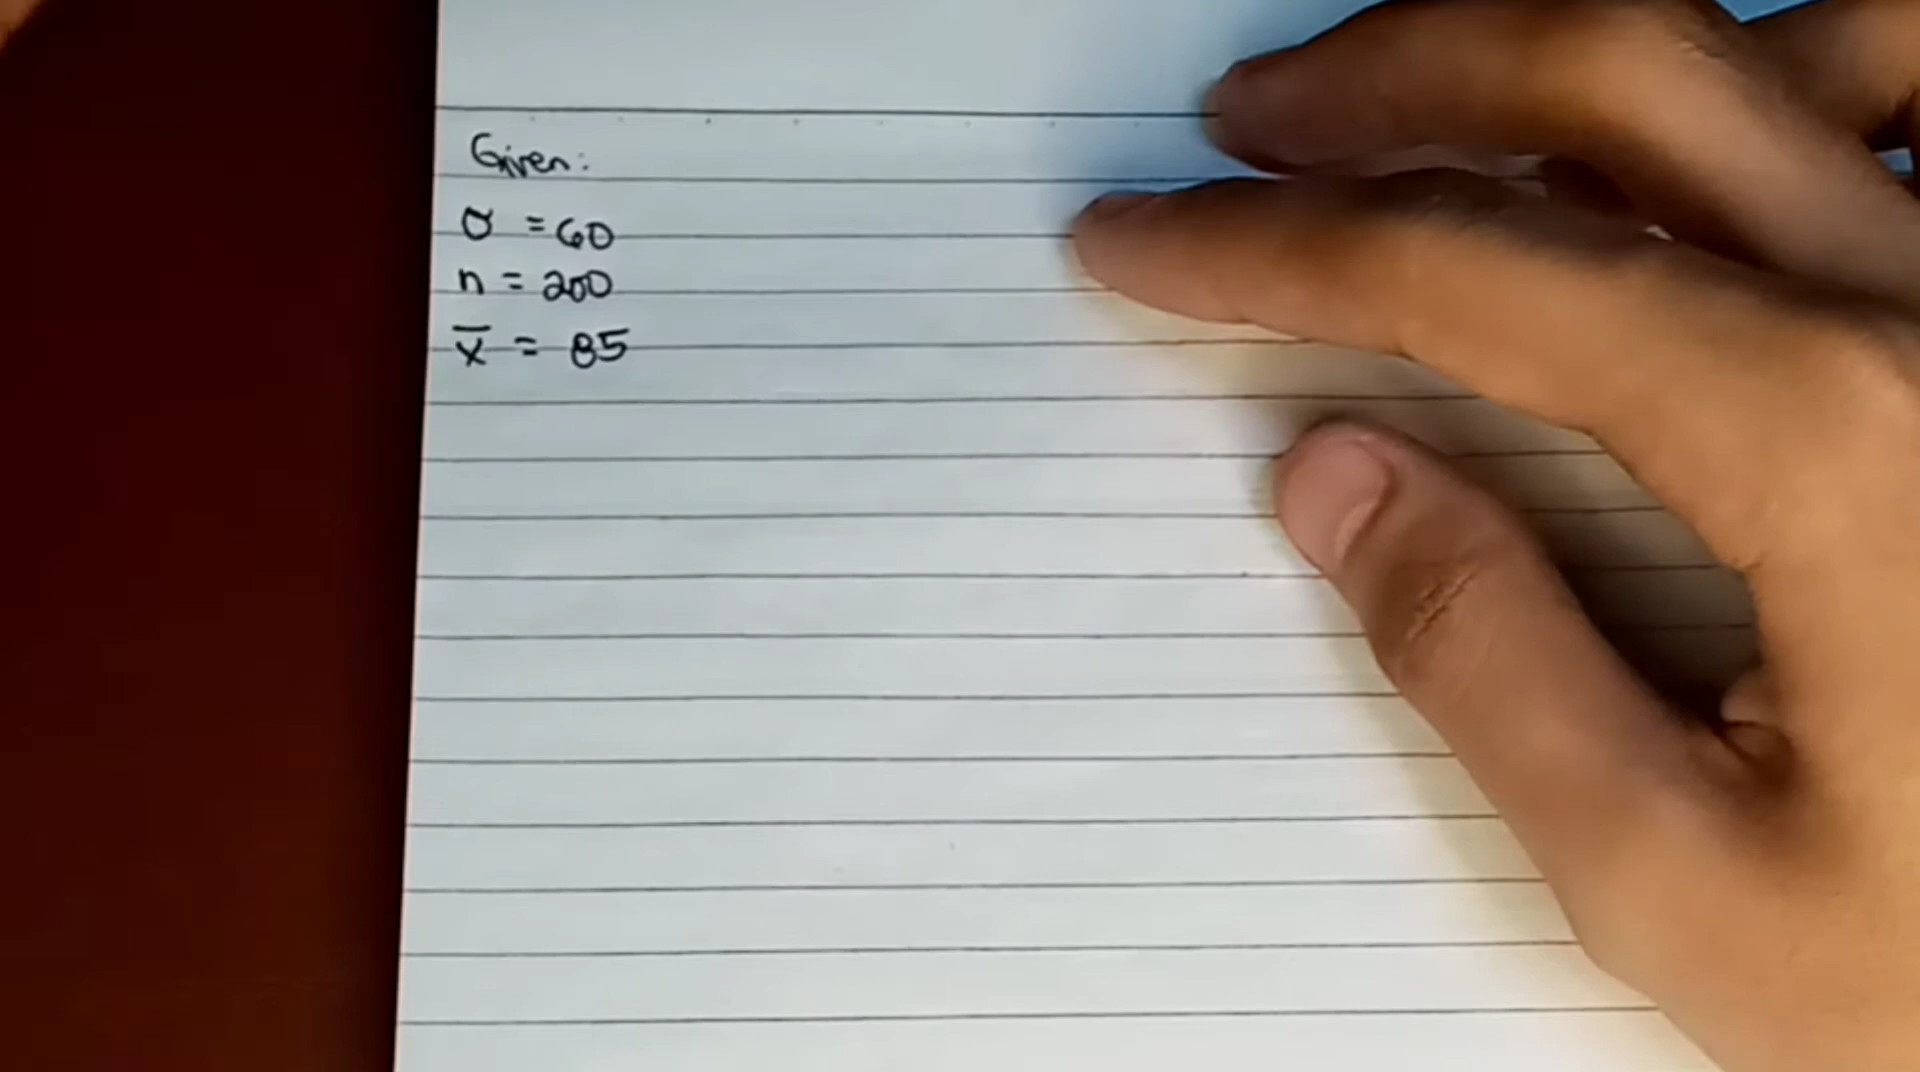 Given:
σ = 60
n = 200
x̅ = 85